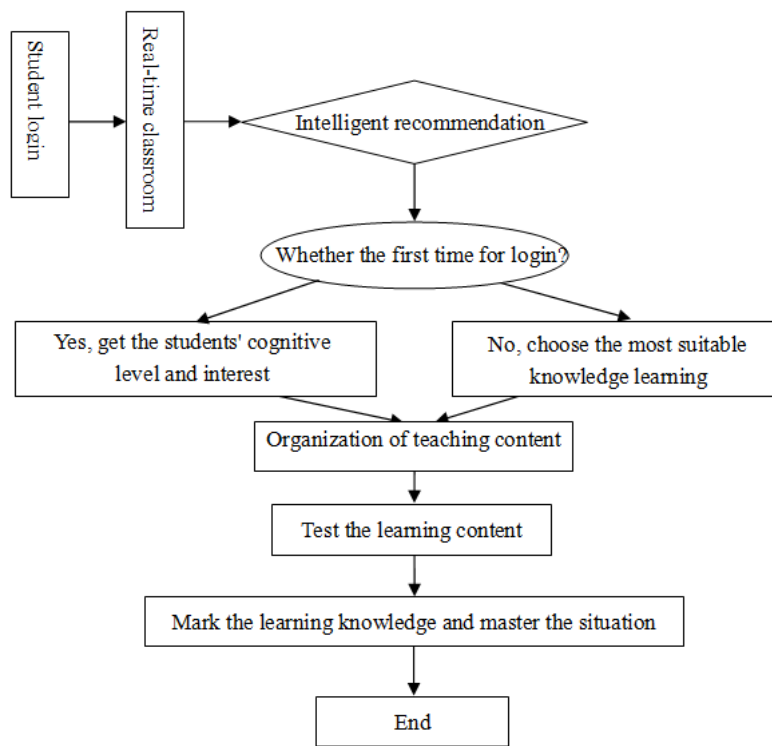 Student login
Real-time classroom
Intelligent recommendation
Whether the first time for login?
Yes, get the students' cognitive
level and interest
No, choose the most suitable
knowledge learning
Organization of teaching content
Test the learning content
Mark the learning knowledge and master the situation
End